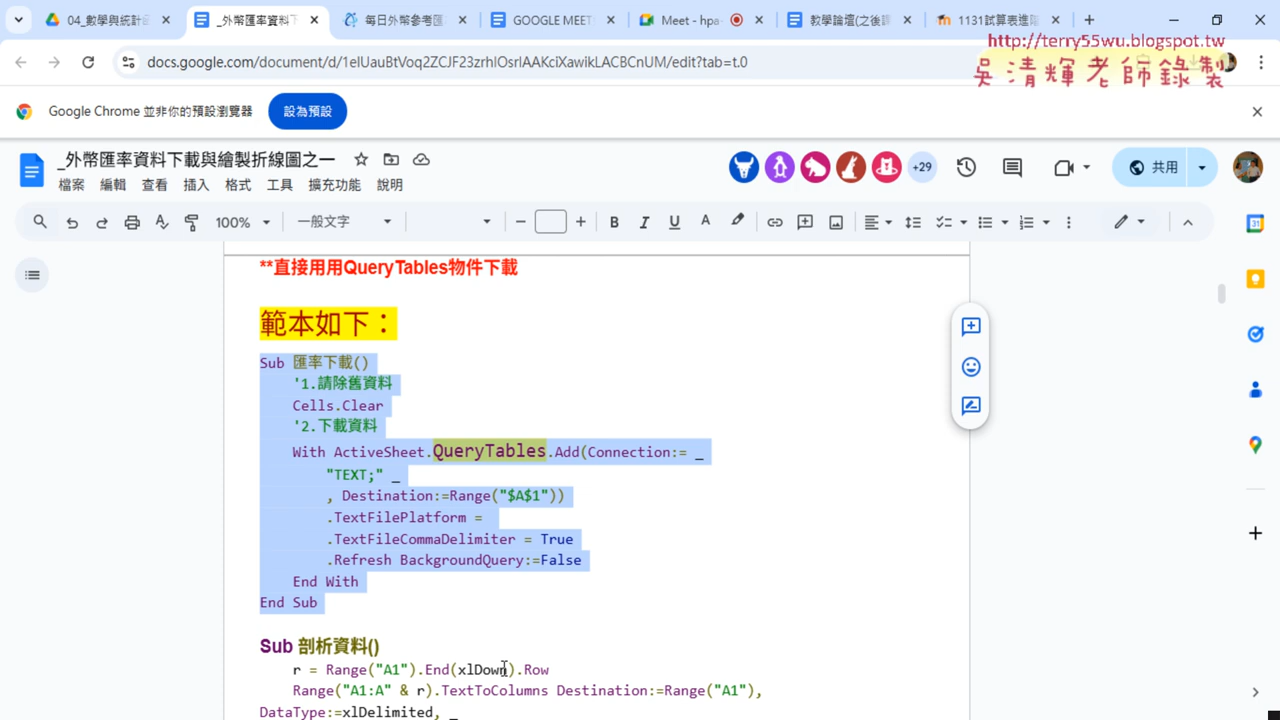 04_數學與統計函
_外幣匯率資料下
每日外幣參考匯
GOOGLE MEET
Meet - hpa
教學論壇(之後課
1131試算表進階
http://terry55wu.blogspot.tw
docs.google.com/document/d/1eIUauBtVoq2ZCJF23zrhIOsrIAAKciXawikLACBCnUM/edit?tab=t.0
吳清輝老師錄製
Google Chrome 並非你的預設瀏覽器
設為預設
_外幣匯率資料下載與繪製折線圖之一
+29
共用
檔案 編輯 查看 插入 格式 工具 擴充功能 說明
100% 一般文字 B I U A
**直接用用QueryTables物件下載
範本如下：
Sub 匯率下載()
'1.請除舊資料
Cells.Clear
'2.下載資料
With ActiveSheet.QueryTables.Add(Connection:= _
"TEXT;" _
, Destination:=Range("$A$1"))
.TextFilePlatform =
.TextFileCommaDelimiter = True
.Refresh BackgroundQuery:=False
End With
End Sub
Sub 剖析資料()
r = Range("A1").End(xlDown).Row
Range("A1:A" & r).TextToColumns Destination:=Range("A1"),
DataType:=xlDelimited, _